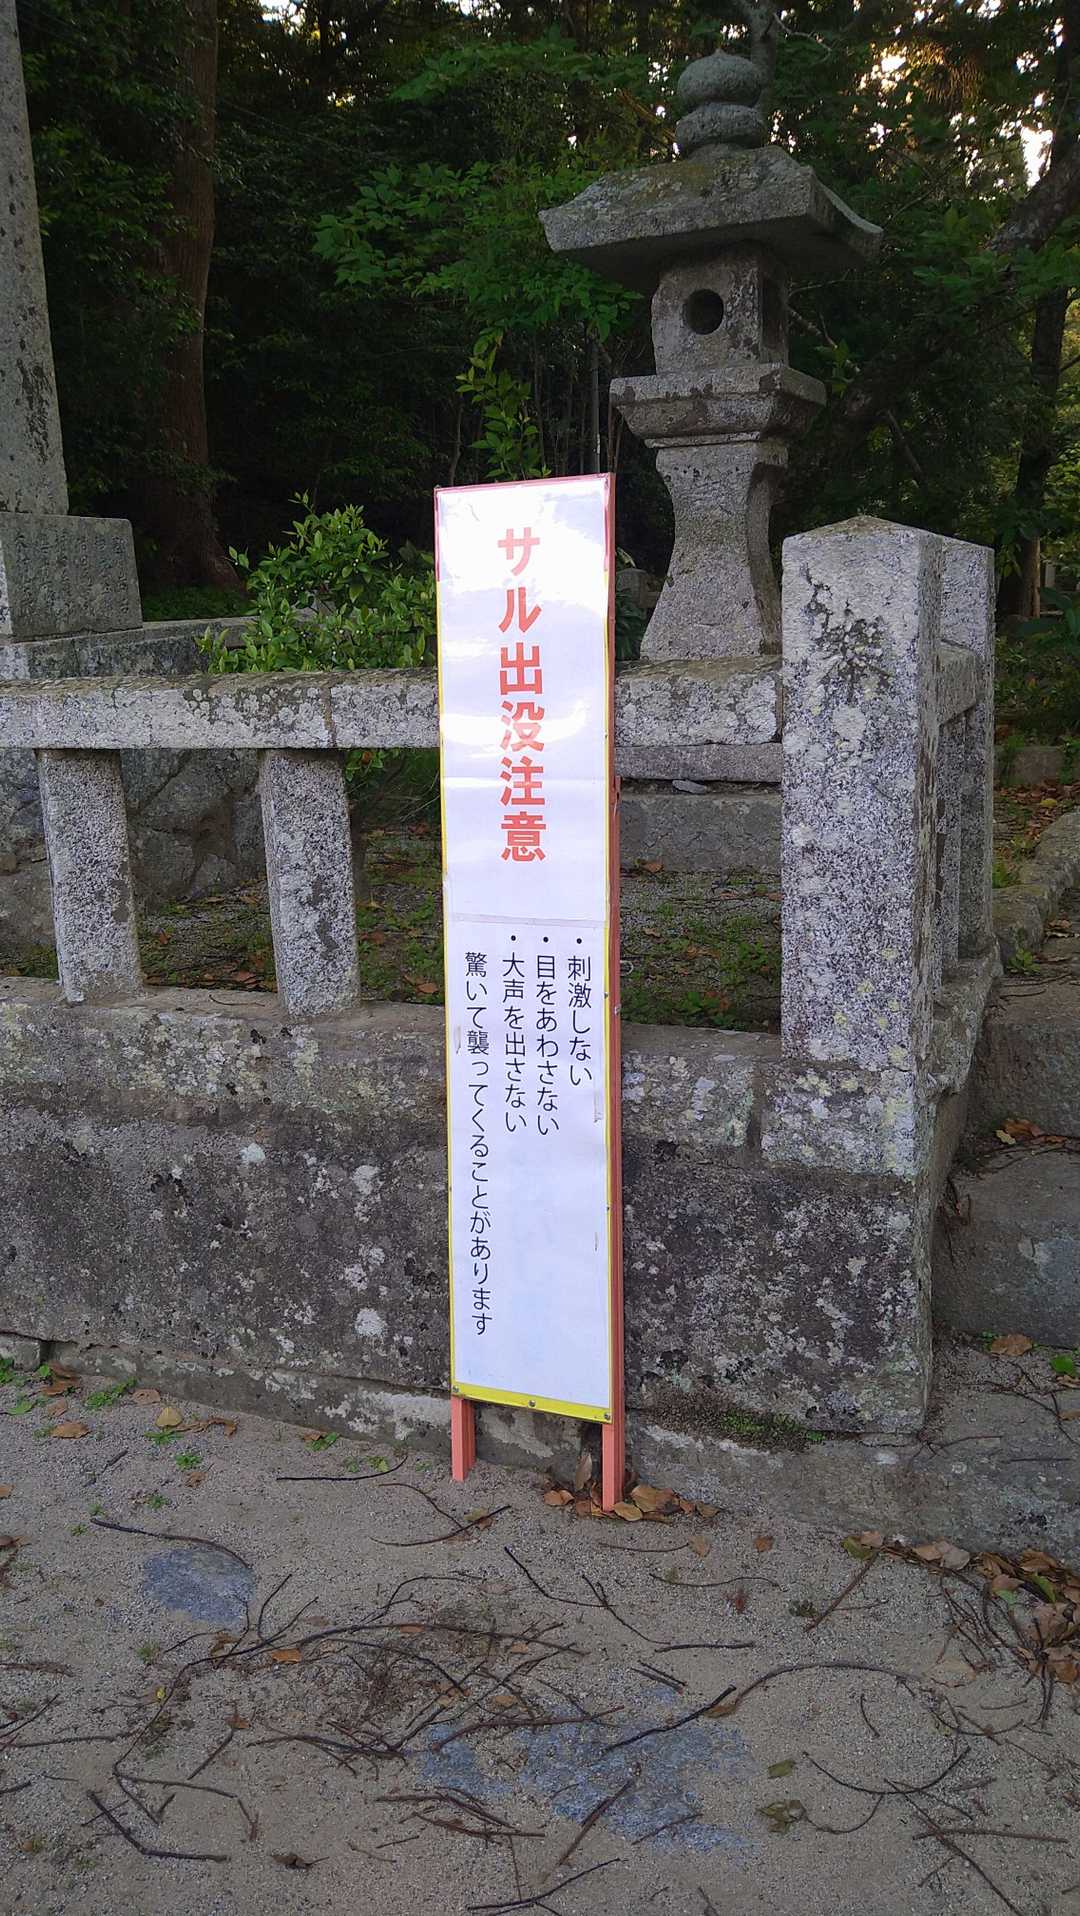 サル出没注意
・刺激しない
・目をあわさない
・大声を出さない
驚いて襲ってくることがあります